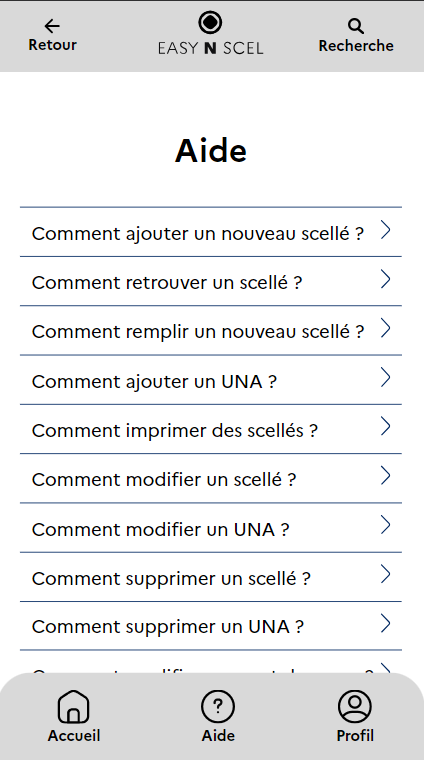 Retour
EASY N SCEL
Recherche
Aide
Comment ajouter un nouveau scellé ?
Comment retrouver un scellé ?
Comment remplir un nouveau scellé ?
Comment ajouter un UNA ?
Comment imprimer des scellés ?
Comment modifier un scellé ?
Comment modifier un UNA ?
Comment supprimer un scellé ?
Comment supprimer un UNA ?
Accueil
Aide
Profil